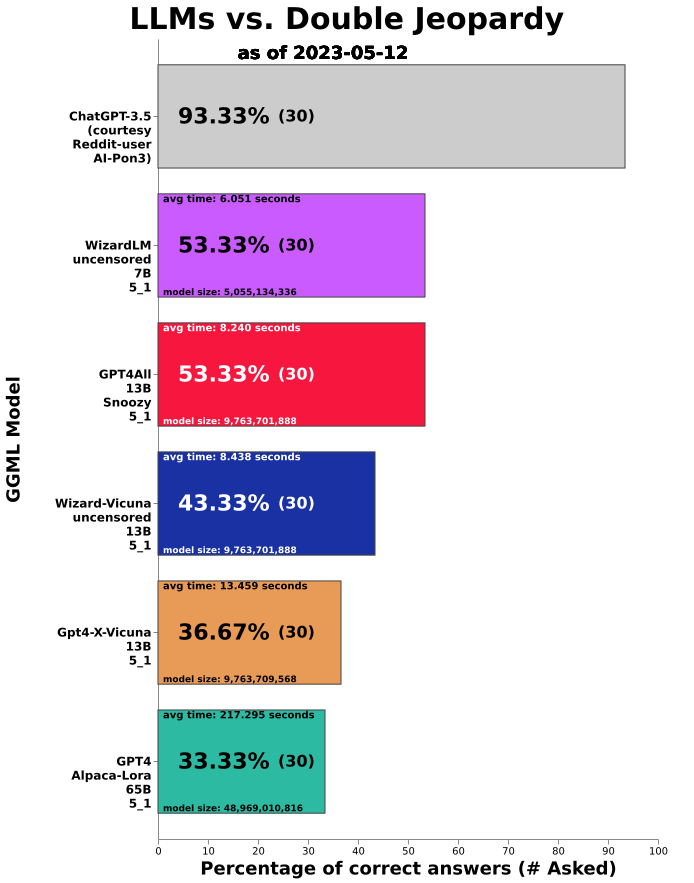 LLMs vs. Double Jeopardy
as of 2023-05-12
GGML Model
ChatGPT-3.5
(courtesy
Reddit-user
AI-Pon3)
93.33% (30)
avg time: 6.051 seconds
WizardLM
uncensored
7B
5_1
53.33% (30)
model size: 5,055,134,336
avg time: 8.240 seconds
GPT4All
13B
Snoozy
5_1
53.33% (30)
model size: 9,763,701,888
avg time: 8.438 seconds
Wizard-Vicuna
uncensored
13B
5_1
43.33% (30)
model size: 9,763,701,888
avg time: 13.459 seconds
Gpt4-X-Vicuna
13B
5_1
36.67% (30)
model size: 9,763,709,568
avg time: 217.295 seconds
GPT4
Alpaca-Lora
65B
5_1
33.33% (30)
model size: 48,969,010,816
0 10 20 30 40 50 60 70 80 90 100
Percentage of correct answers (# Asked)